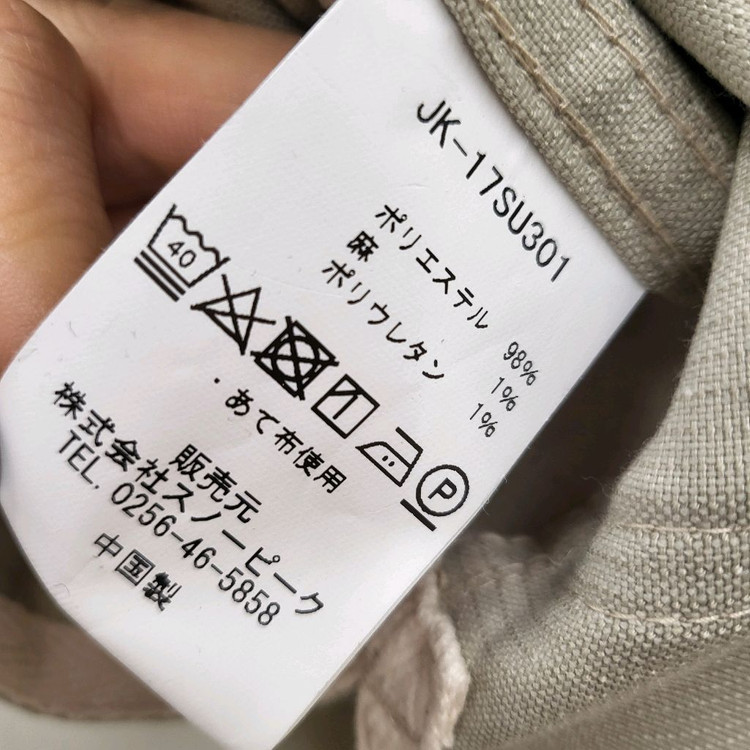 JK-17SU301
ポリエステル 98%
麻 1%
ポリウレタン 1%
40
P
・あて布使用
販売元
株式会社スノーピーク
TEL. 0256-46-5858
中国製